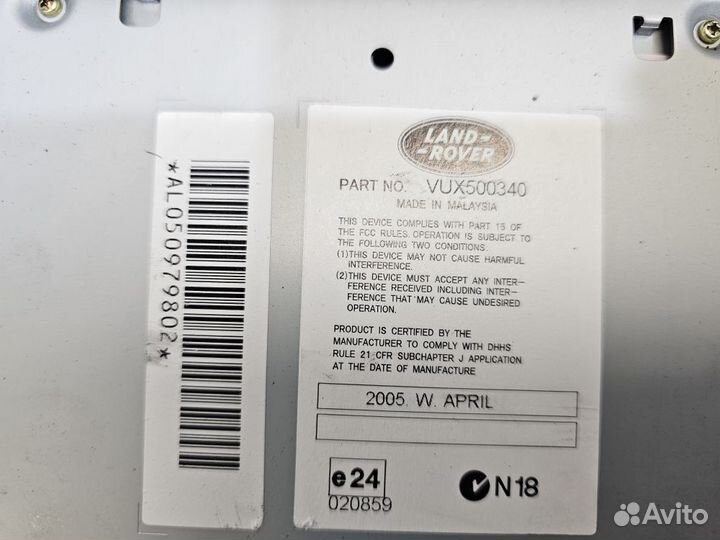 *AL050979802*
LAND-
-ROVER
PART NO. VUX500340
MADE IN MALAYSIA
THIS DEVICE COMPLIES WITH PART 15 OF
THE FCC RULES. OPERATION IS SUBJECT TO
THE FOLLOWING TWO CONDITIONS.
(1)THIS DEVICE MAY NOT CAUSE HARMFUL
INTERFERENCE.
(2)THIS DEVICE MUST ACCEPT ANY INTER-
FERENCE RECEIVED INCLUDING INTER-
FERENCE THAT MAY CAUSE UNDESIRED
OPERATION.
PRODUCT IS CERTIFIED BY THE
MANUFACTURER TO COMPLY WITH DHHS
RULE 21 CFR SUBCHAPTER J APPLICATION
AT THE DATE OF MANUFACTURE
2005. W. APRIL
e24
020859
N18
Avito